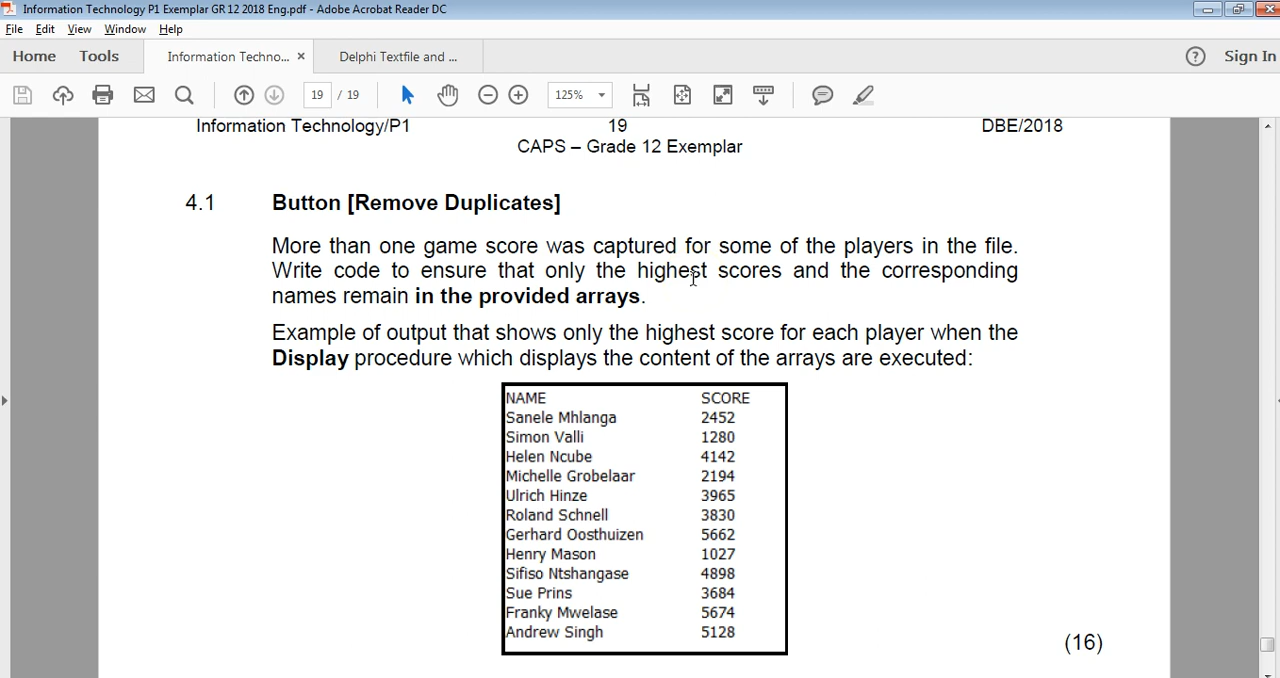 Information Technology P1 Exemplar GR 12 2018 Eng.pdf - Adobe Acrobat Reader DC
File Edit View Window Help
Home Tools Information Techno... × Delphi Textfile and ... ? Sign In
19 / 19 125%
Information Technology/P1 19 DBE/2018
CAPS – Grade 12 Exemplar
4.1 Button [Remove Duplicates]
More than one game score was captured for some of the players in the file.
Write code to ensure that only the highest scores and the corresponding
names remain in the provided arrays.
Example of output that shows only the highest score for each player when the
Display procedure which displays the content of the arrays are executed:
NAME SCORE
Sanele Mhlanga 2452
Simon Valli 1280
Helen Ncube 4142
Michelle Grobelaar 2194
Ulrich Hinze 3965
Roland Schnell 3830
Gerhard Oosthuizen 5662
Henry Mason 1027
Sifiso Ntshangase 4898
Sue Prins 3684
Franky Mwelase 5674
Andrew Singh 5128
(16)